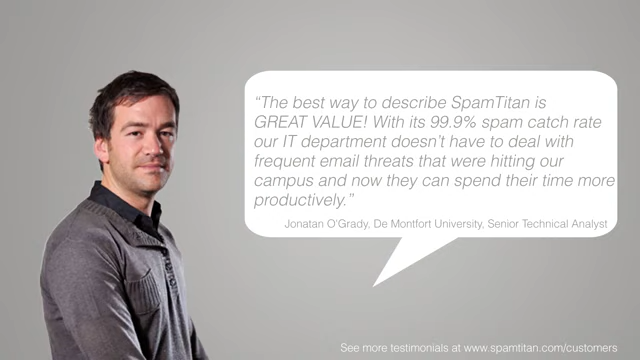 “The best way to describe SpamTitan is
GREAT VALUE! With its 99.9% spam catch rate
our IT department doesn’t have to deal with
frequent email threats that were hitting our
campus and now they can spend their time more
productively.”
Jonatan O’Grady, De Montfort University, Senior Technical Analyst
See more testimonials at www.spamtitan.com/customers